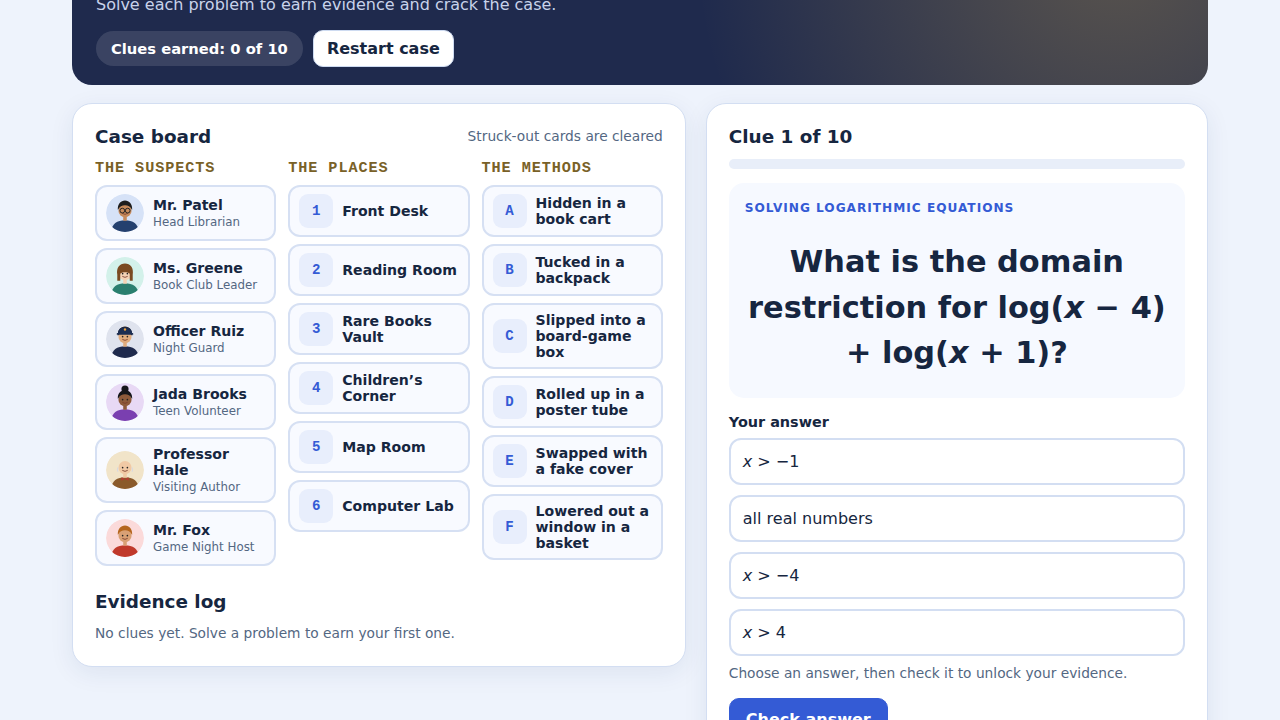 Solve each problem to earn evidence and crack the case.
Clues earned: 0 of 10
Restart case
Case board
Struck-out cards are cleared
THE SUSPECTS
Mr. Patel
Head Librarian
Ms. Greene
Book Club Leader
Officer Ruiz
Night Guard
Jada Brooks
Teen Volunteer
Professor
Hale
Visiting Author
Mr. Fox
Game Night Host
THE PLACES
1 Front Desk
2 Reading Room
3 Rare Books
Vault
4 Children’s
Corner
5 Map Room
6 Computer Lab
THE METHODS
A Hidden in a
book cart
B Tucked in a
backpack
C Slipped into a
board-game
box
D Rolled up in a
poster tube
E Swapped with
a fake cover
F Lowered out a
window in a
basket
Evidence log
No clues yet. Solve a problem to earn your first one.
Clue 1 of 10
SOLVING LOGARITHMIC EQUATIONS
What is the domain
restriction for log(x − 4)
+ log(x + 1)?
Your answer
x > −1
all real numbers
x > −4
x > 4
Choose an answer, then check it to unlock your evidence.
Check answer